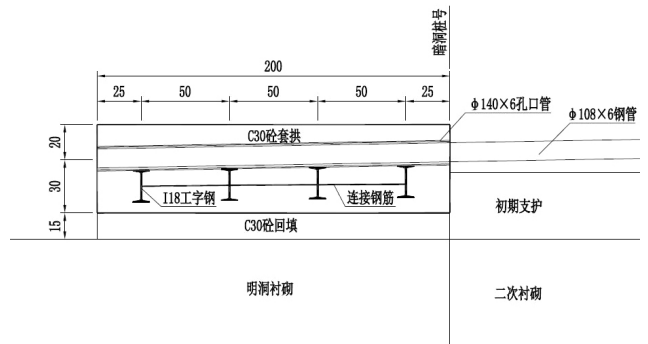 暗洞桩号
200
25 50 50 50 25
φ140×6孔口管
φ108×6钢管
20
C30砼套拱
30
I18工字钢
连接钢筋
初期支护
15
C30砼回填
明洞衬砌
二次衬砌